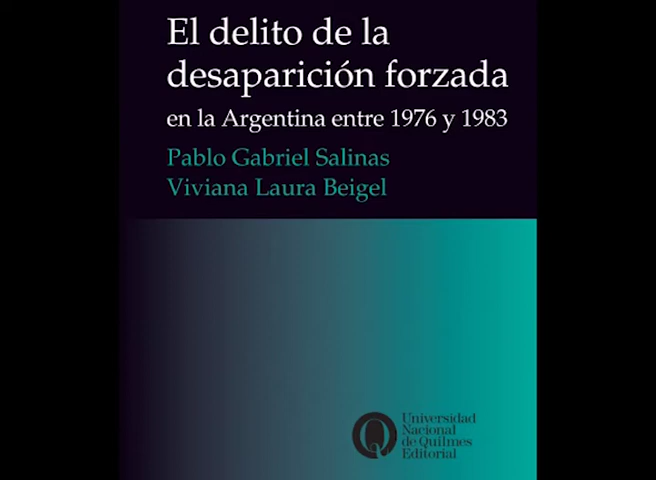 El delito de la
desaparición forzada
en la Argentina entre 1976 y 1983
Pablo Gabriel Salinas
Viviana Laura Beigel
Universidad
Nacional
de Quilmes
Editorial